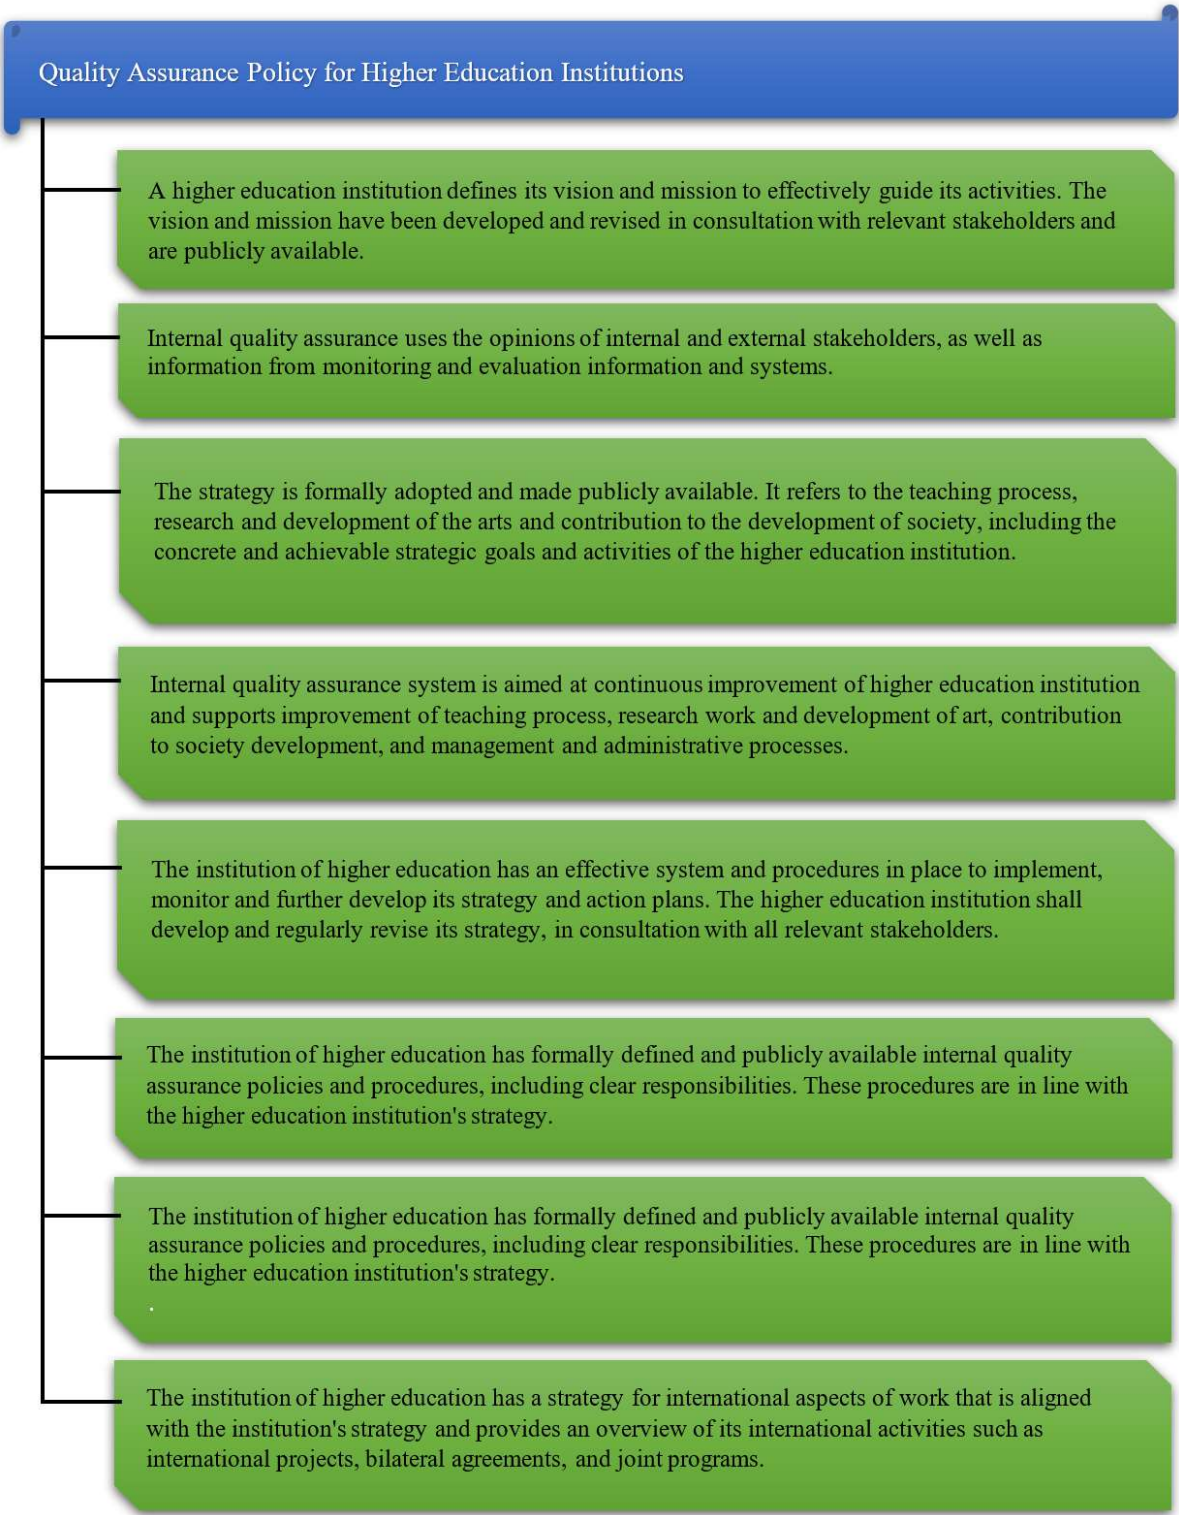 Quality Assurance Policy for Higher Education Institutions
A higher education institution defines its vision and mission to effectively guide its activities. The
vision and mission have been developed and revised in consultation with relevant stakeholders and
are publicly available.
Internal quality assurance uses the opinions of internal and external stakeholders, as well as
information from monitoring and evaluation information and systems.
The strategy is formally adopted and made publicly available. It refers to the teaching process,
research and development of the arts and contribution to the development of society, including the
concrete and achievable strategic goals and activities of the higher education institution.
Internal quality assurance system is aimed at continuous improvement of higher education institution
and supports improvement of teaching process, research work and development of art, contribution
to society development, and management and administrative processes.
The institution of higher education has an effective system and procedures in place to implement,
monitor and further develop its strategy and action plans. The higher education institution shall
develop and regularly revise its strategy, in consultation with all relevant stakeholders.
The institution of higher education has formally defined and publicly available internal quality
assurance policies and procedures, including clear responsibilities. These procedures are in line with
the higher education institution's strategy.
The institution of higher education has formally defined and publicly available internal quality
assurance policies and procedures, including clear responsibilities. These procedures are in line with
the higher education institution's strategy.
.
The institution of higher education has a strategy for international aspects of work that is aligned
with the institution's strategy and provides an overview of its international activities such as
international projects, bilateral agreements, and joint programs.